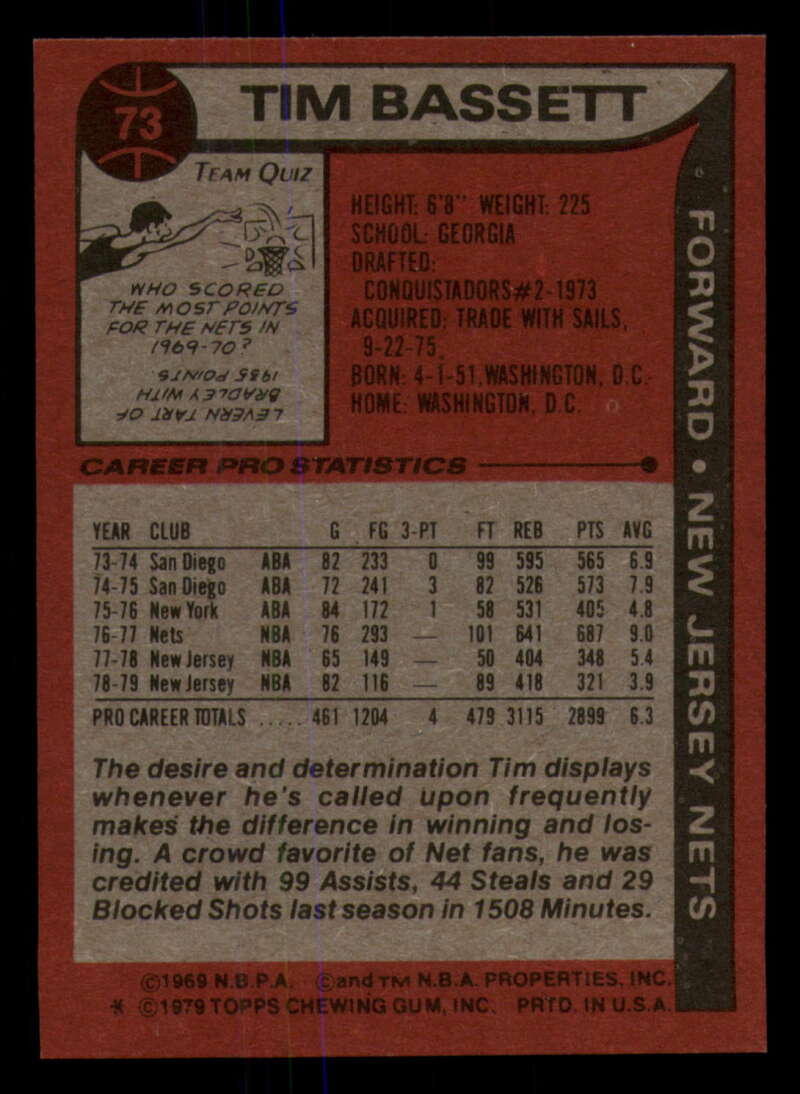 73
TIM BASSETT
TEAM QUIZ
WHO SCORED
THE MOST POINTS
FOR THE NETS IN
1969-70?
LEVERN TART OF
BRADLEY WITH
1985 POINTS.
HEIGHT: 6'8" WEIGHT: 225
SCHOOL: GEORGIA
DRAFTED:
CONQUISTADORS#2-1973
ACQUIRED: TRADE WITH SAILS,
9-22-75
BORN: 4-1-51, WASHINGTON, D.C.
HOME: WASHINGTON, D.C.
FORWARD • NEW JERSEY NETS
CAREER PRO STATISTICS
YEAR CLUB G FG 3-PT FT REB PTS AVG
73-74 San Diego ABA 82 233 0 99 595 565 6.9
74-75 San Diego ABA 72 241 3 82 526 573 7.9
75-76 New York ABA 84 172 1 58 531 405 4.8
76-77 Nets NBA 76 293 — 101 641 687 9.0
77-78 New Jersey NBA 65 149 — 50 404 348 5.4
78-79 New Jersey NBA 82 116 — 89 418 321 3.9
PRO CAREER TOTALS ..... 461 1204 4 479 3115 2899 6.3
The desire and determination Tim displays
whenever he's called upon frequently
makes the difference in winning and los-
ing. A crowd favorite of Net fans, he was
credited with 99 Assists, 44 Steals and 29
Blocked Shots last season in 1508 Minutes.
©1969 N.B.P.A. ©and TM N.B.A. PROPERTIES, INC.
* ©1979 TOPPS CHEWING GUM, INC. PRTD. IN U.S.A.